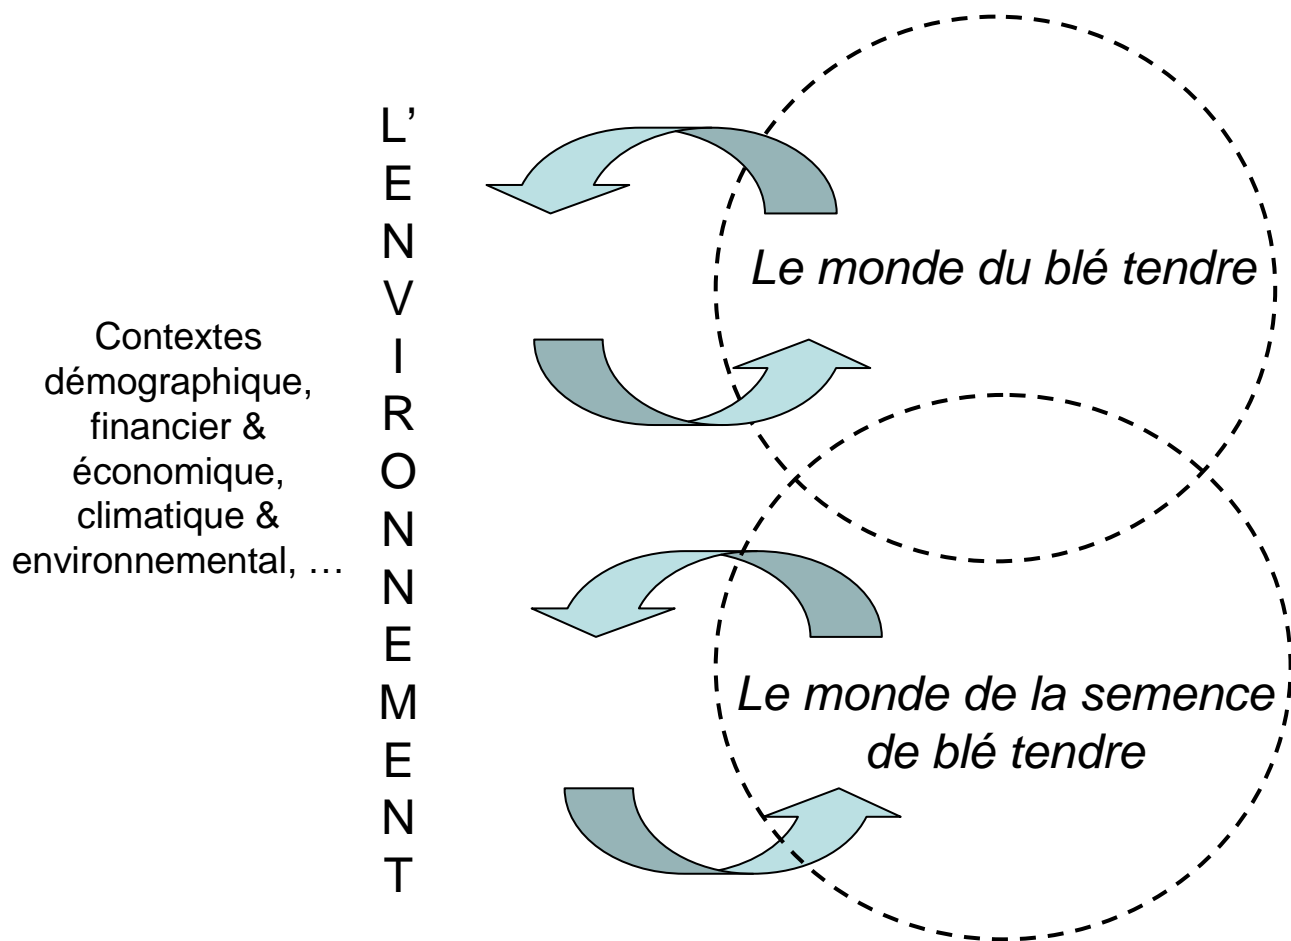 Contextes
démographique,
financier &
économique,
climatique &
environnemental, …
L'
E
N
V
I
R
O
N
N
E
M
E
N
T
Le monde du blé tendre
Le monde de la semence
de blé tendre